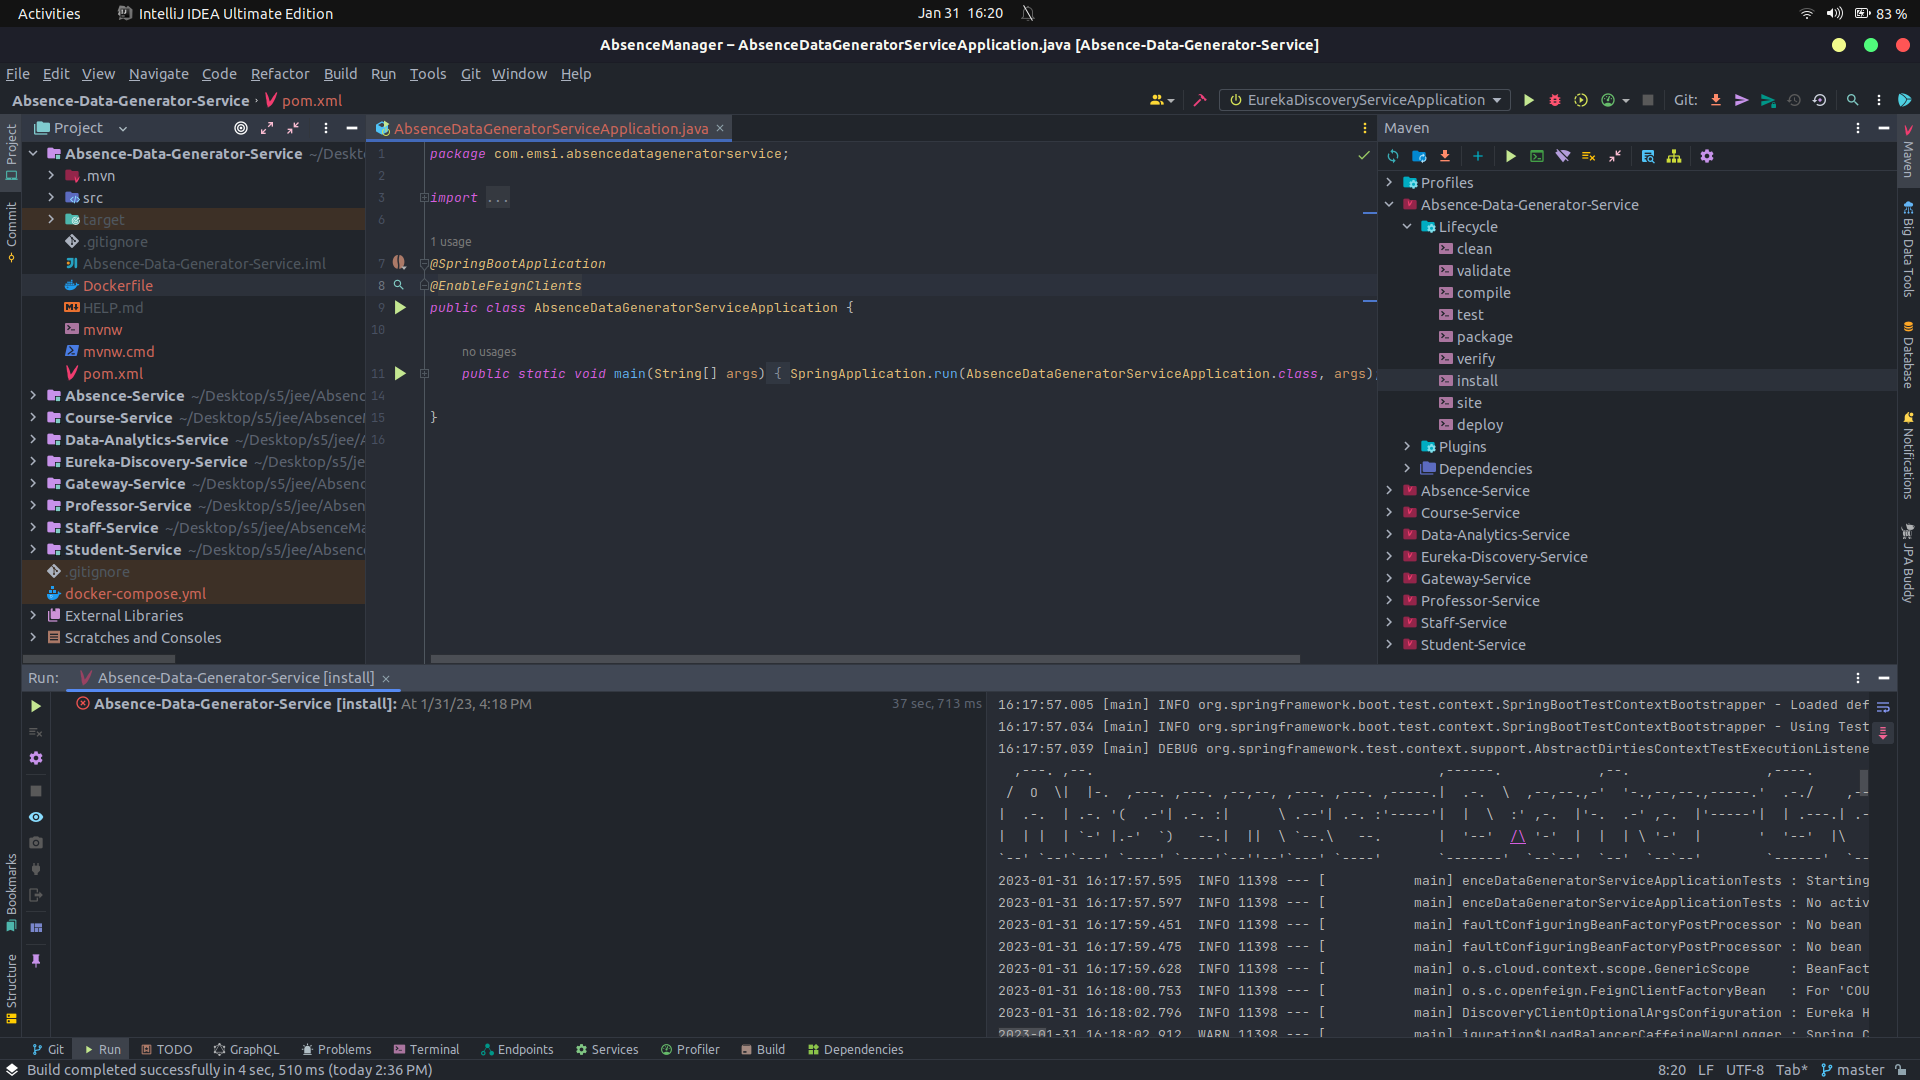 Activities
IntelliJ IDEA Ultimate Edition
Jan 31 16:20
83 %
AbsenceManager – AbsenceDataGeneratorServiceApplication.java [Absence-Data-Generator-Service]
File Edit View Navigate Code Refactor Build Run Tools Git Window Help
Absence-Data-Generator-Service › pom.xml
EurekaDiscoveryServiceApplication
Git:
Project
Commit
Bookmarks
Structure
Project
Absence-Data-Generator-Service ~/Deskt
.mvn
src
target
.gitignore
Absence-Data-Generator-Service.iml
Dockerfile
HELP.md
mvnw
mvnw.cmd
pom.xml
Absence-Service ~/Desktop/s5/jee/Absenc
Course-Service ~/Desktop/s5/jee/AbsenceM
Data-Analytics-Service ~/Desktop/s5/jee/A
Eureka-Discovery-Service ~/Desktop/s5/je
Gateway-Service ~/Desktop/s5/jee/Absenc
Professor-Service ~/Desktop/s5/jee/Absen
Staff-Service ~/Desktop/s5/jee/AbsenceMa
Student-Service ~/Desktop/s5/jee/Absence
.gitignore
docker-compose.yml
External Libraries
Scratches and Consoles
AbsenceDataGeneratorServiceApplication.java
1 package com.emsi.absencedatageneratorservice;
2
3 import ...
6
1 usage
7 @SpringBootApplication
8 @EnableFeignClients
9 public class AbsenceDataGeneratorServiceApplication {
10
no usages
11 public static void main(String[] args) { SpringApplication.run(AbsenceDataGeneratorServiceApplication.class, args);
14
15 }
16
Maven
Profiles
Absence-Data-Generator-Service
Lifecycle
clean
validate
compile
test
package
verify
install
site
deploy
Plugins
Dependencies
Absence-Service
Course-Service
Data-Analytics-Service
Eureka-Discovery-Service
Gateway-Service
Professor-Service
Staff-Service
Student-Service
Maven
Big Data Tools
Database
Notifications
JPA Buddy
Run: Absence-Data-Generator-Service [install]
Absence-Data-Generator-Service [install]: At 1/31/23, 4:18 PM 37 sec, 713 ms
16:17:57.005 [main] INFO org.springframework.boot.test.context.SpringBootTestContextBootstrapper - Loaded def
16:17:57.034 [main] INFO org.springframework.boot.test.context.SpringBootTestContextBootstrapper - Using Test
16:17:57.039 [main] DEBUG org.springframework.test.context.support.AbstractDirtiesContextTestExecutionListene
2023-01-31 16:17:57.595 INFO 11398 --- [ main] enceDataGeneratorServiceApplicationTests : Starting
2023-01-31 16:17:57.597 INFO 11398 --- [ main] enceDataGeneratorServiceApplicationTests : No activ
2023-01-31 16:17:59.451 INFO 11398 --- [ main] faultConfiguringBeanFactoryPostProcessor : No bean
2023-01-31 16:17:59.475 INFO 11398 --- [ main] faultConfiguringBeanFactoryPostProcessor : No bean
2023-01-31 16:17:59.628 INFO 11398 --- [ main] o.s.cloud.context.scope.GenericScope : BeanFact
2023-01-31 16:18:00.753 INFO 11398 --- [ main] o.s.c.openfeign.FeignClientFactoryBean : For 'COU
2023-01-31 16:18:02.796 INFO 11398 --- [ main] DiscoveryClientOptionalArgsConfiguration : Eureka H
2023-01-31 16:18:02.912 WARN 11398 --- [ main] iguration$LoadBalancerCaffeineWarnLogger : Spring C
Git Run TODO GraphQL Problems Terminal Endpoints Services Profiler Build Dependencies
Build completed successfully in 4 sec, 510 ms (today 2:36 PM)
8:20 LF UTF-8 Tab* master